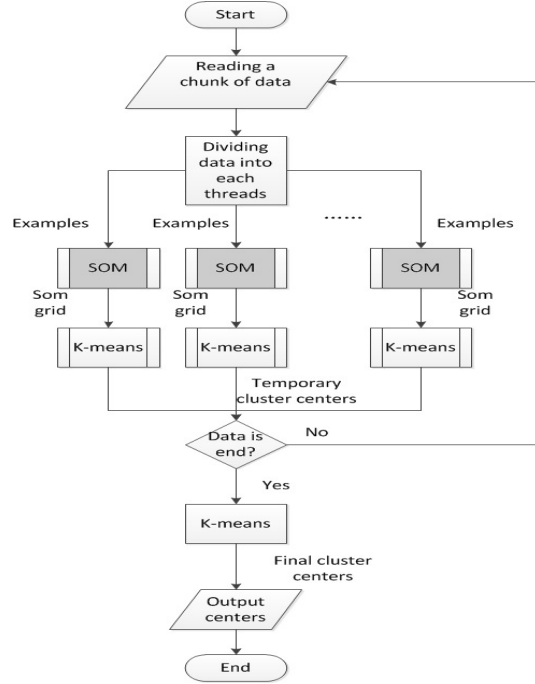 Start
Reading a
chunk of data
Dividing
data into
each
threads
......
Examples
Examples
Examples
SOM
SOM
SOM
Som
grid
Som
grid
Som
grid
K-means
K-means
K-means
Temporary
cluster centers
Data is
end?
No
Yes
K-means
Final cluster
centers
Output
centers
End